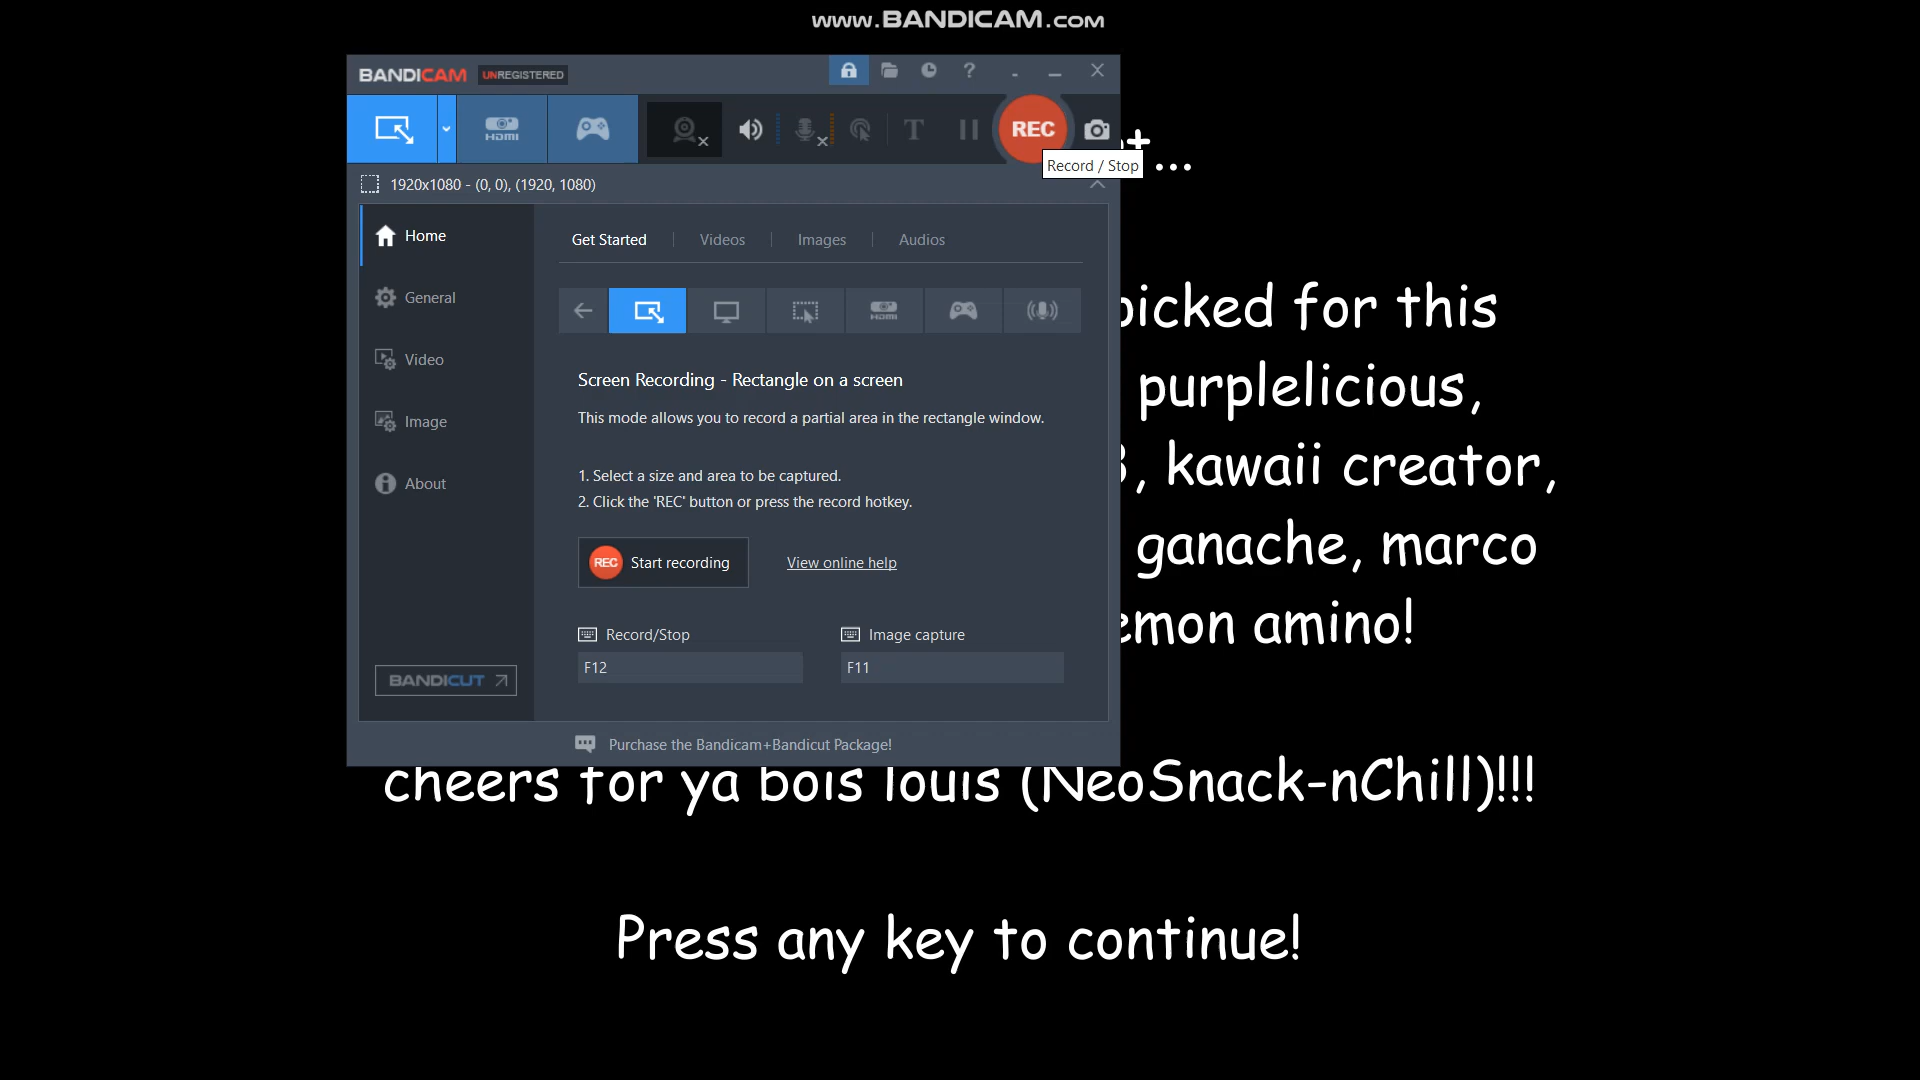 www.BANDICAM.com
BANDICAM UNREGISTERED
HDMI
T
REC
Record / Stop
...
1920x1080 - (0, 0), (1920, 1080)
Home
General
Video
Image
About
BANDICUT
Get Started
Videos
Images
Audios
HDMI
Screen Recording - Rectangle on a screen
This mode allows you to record a partial area in the rectangle window.
1. Select a size and area to be captured.
2. Click the 'REC' button or press the record hotkey.
REC Start recording
View online help
Record/Stop
Image capture
F12
F11
Purchase the Bandicam+Bandicut Package!
picked for this
purplelicious,
, kawaii creator,
ganache, marco
amino!
cheers for ya bois louis (NeoSnack-nChill)!!!
Press any key to continue!